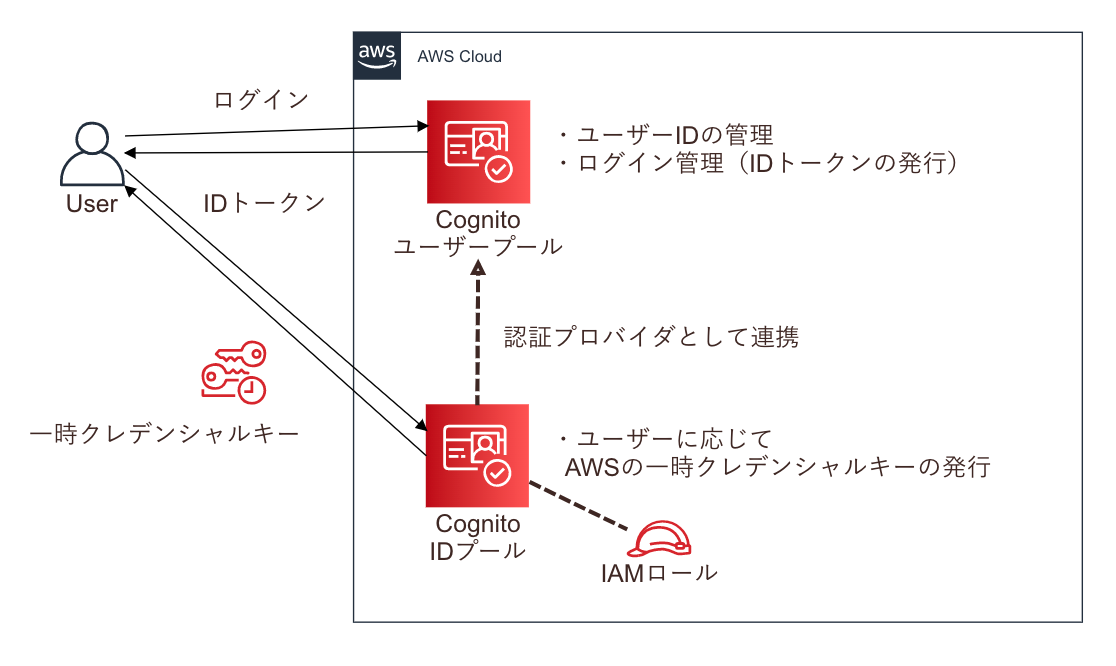 aws
AWS Cloud
ログイン
・ユーザーIDの管理
・ログイン管理（IDトークンの発行）
User
IDトークン
Cognito
ユーザープール
認証プロバイダとして連携
一時クレデンシャルキー
・ユーザーに応じて
AWSの一時クレデンシャルキーの発行
Cognito
IDプール
IAMロール